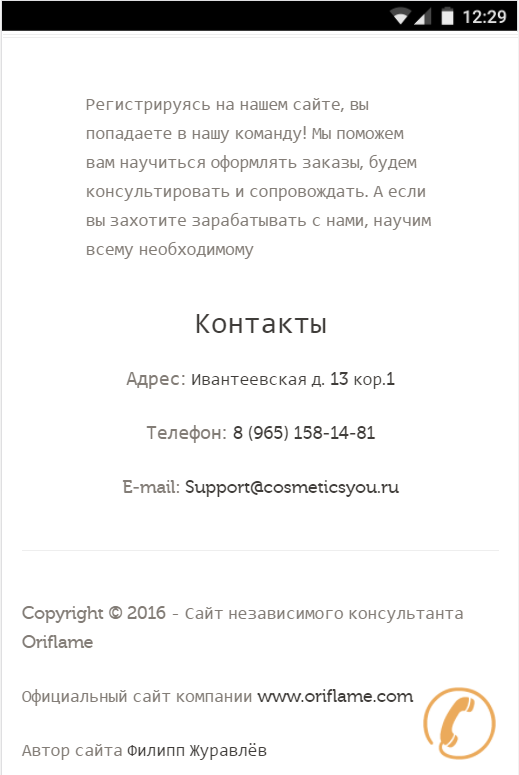 12:29
Регистрируясь на нашем сайте, вы
попадаете в нашу команду! Мы поможем
вам научиться оформлять заказы, будем
консультировать и сопровождать. А если
вы захотите зарабатывать с нами, научим
всему необходимому
Контакты
Адрес: Ивантеевская д. 13 кор.1
Телефон: 8 (965) 158-14-81
E-mail: Support@cosmeticsyou.ru
Copyright © 2016 - Сайт независимого консультанта
Oriflame
Официальный сайт компании www.oriflame.com
Автор сайта Филипп Журавлёв